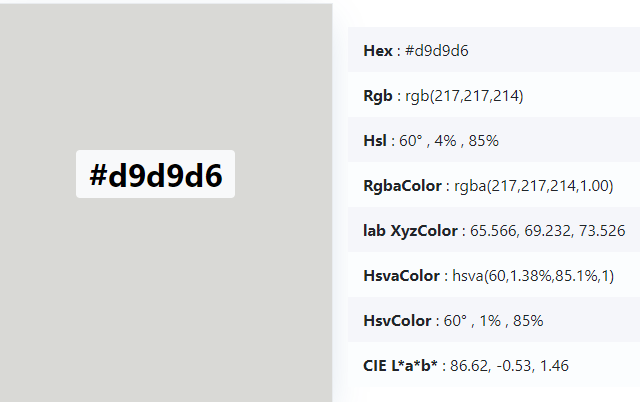 #d9d9d6
Hex : #d9d9d6
Rgb : rgb(217,217,214)
Hsl : 60° , 4% , 85%
RgbaColor : rgba(217,217,214,1.00)
lab XyzColor : 65.566, 69.232, 73.526
HsvaColor : hsva(60,1.38%,85.1%,1)
HsvColor : 60° , 1% , 85%
CIE L*a*b* : 86.62, -0.53, 1.46